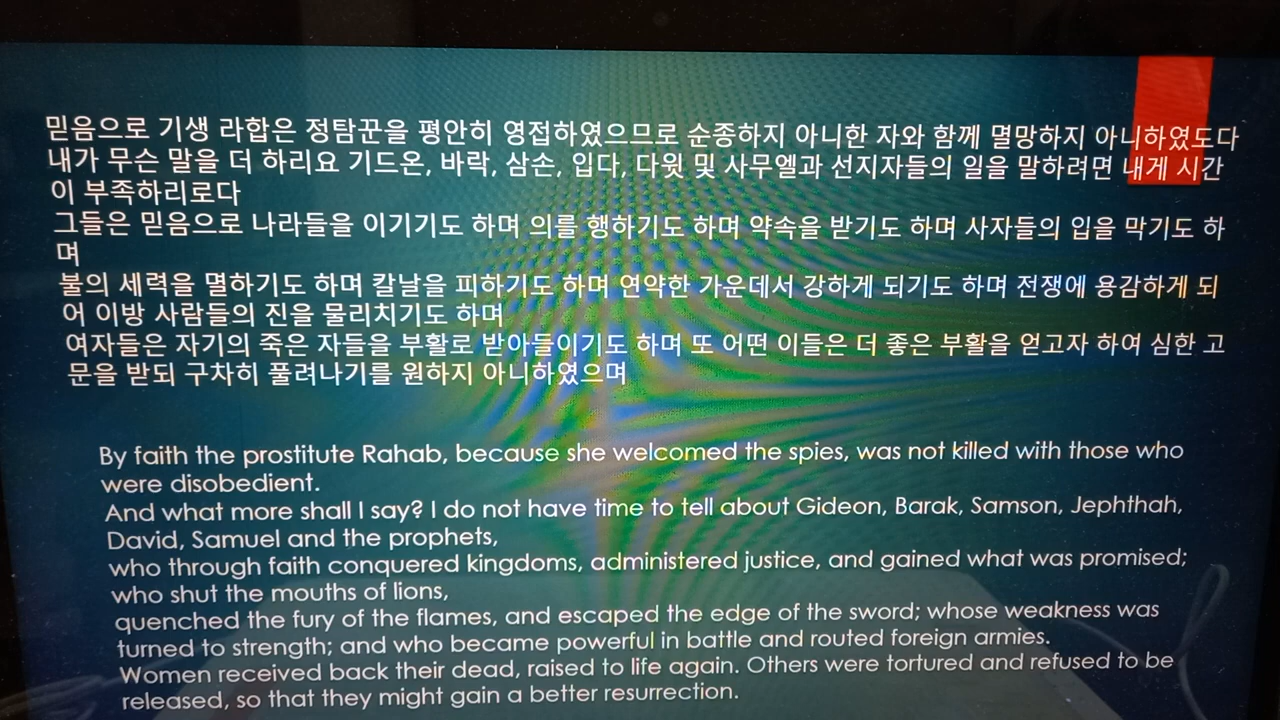 믿음으로 기생 라합은 정탐꾼을 평안히 영접하였으므로 순종하지 아니한 자와 함께 멸망하지 아니하였도다
내가 무슨 말을 더 하리요 기드온, 바락, 삼손, 입다, 다윗 및 사무엘과 선지자들의 일을 말하려면 내게 시간
이 부족하리로다
그들은 믿음으로 나라들을 이기기도 하며 의를 행하기도 하며 약속을 받기도 하며 사자들의 입을 막기도 하
며
불의 세력을 멸하기도 하며 칼날을 피하기도 하며 연약한 가운데서 강하게 되기도 하며 전쟁에 용감하게 되
어 이방 사람들의 진을 물리치기도 하며
여자들은 자기의 죽은 자들을 부활로 받아들이기도 하며 또 어떤 이들은 더 좋은 부활을 얻고자 하여 심한 고
문을 받되 구차히 풀려나기를 원하지 아니하였으며
By faith the prostitute Rahab, because she welcomed the spies, was not killed with those who
were disobedient.
And what more shall I say? I do not have time to tell about Gideon, Barak, Samson, Jephthah,
David, Samuel and the prophets,
who through faith conquered kingdoms, administered justice, and gained what was promised;
who shut the mouths of lions,
quenched the fury of the flames, and escaped the edge of the sword; whose weakness was
turned to strength; and who became powerful in battle and routed foreign armies.
Women received back their dead, raised to life again. Others were tortured and refused to be
released, so that they might gain a better resurrection.